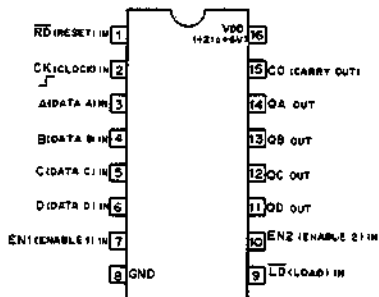 RD (RESET) IN 1
CK (CLOCK) IN 2
A (DATA A) IN 3
B (DATA B) IN 4
C (DATA C) IN 5
D (DATA D) IN 6
EN1 (ENABLE 1) IN 7
8 GND
VDD 16
(+2 to +6V)
15 CO (CARRY OUT)
14 QA OUT
13 QB OUT
12 QC OUT
11 QD OUT
10 EN2 (ENABLE 2) IN
9 LD (LOAD) IN